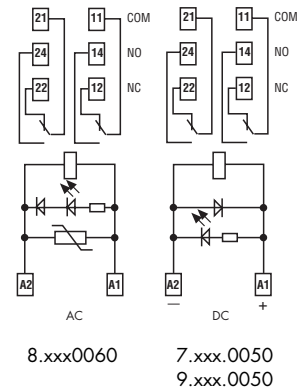 21 11 COM 21 11 COM
24 14 NO 24 14 NO
22 12 NC 22 12 NC
A2 A1 A2 A1
— +
AC DC
8.xxx0060 7.xxx.0050
9.xxx.0050